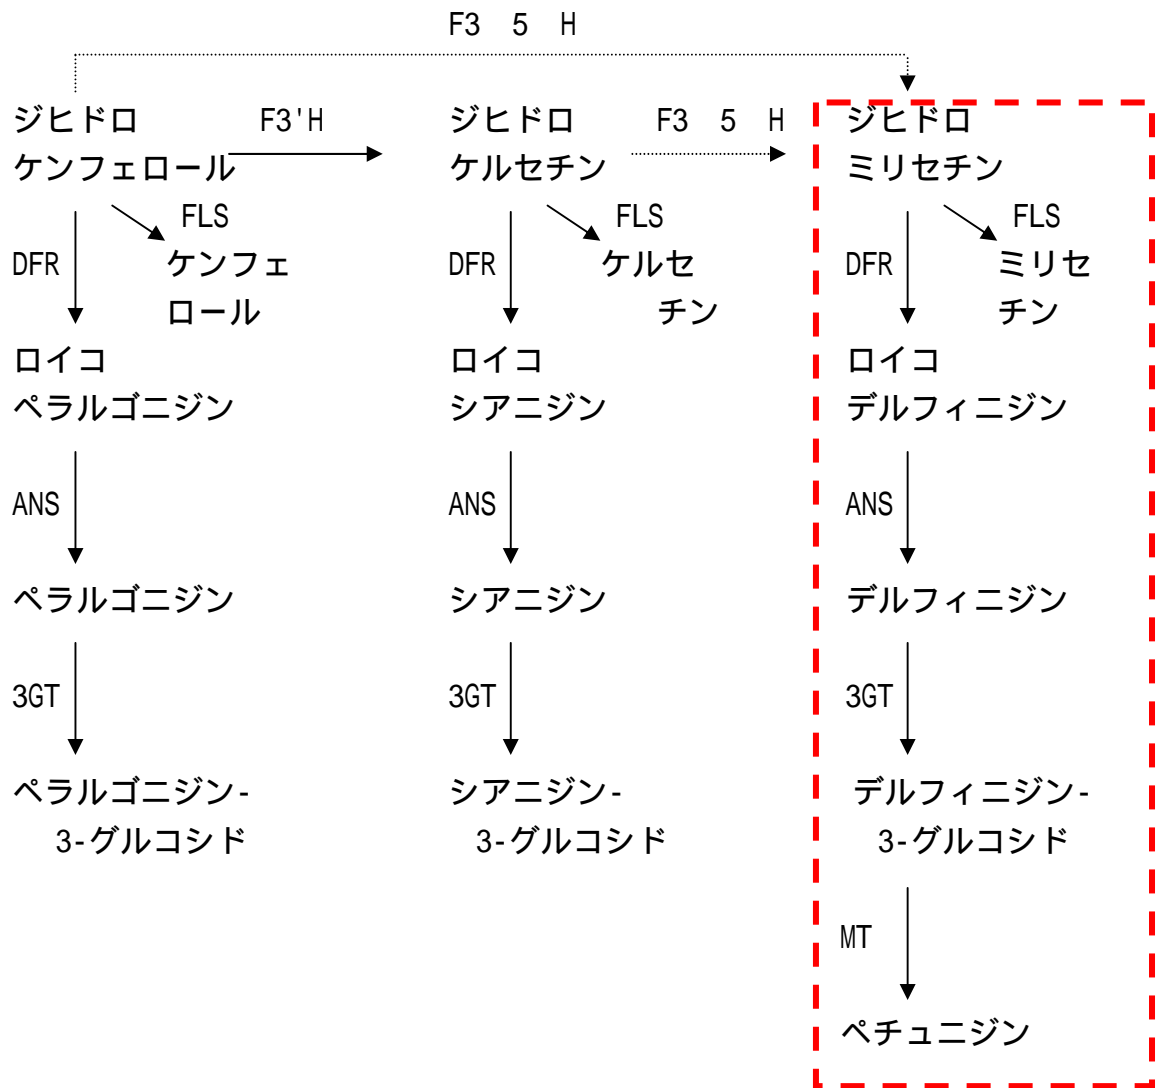 F3 5 H
ジヒドロ
ケンフェロール
F3'H
ジヒドロ
ケルセチン
F3 5 H
ジヒドロ
ミリセチン
FLS
DFR
ケンフェ
ロール
FLS
DFR
ケルセ
チン
FLS
DFR
ミリセ
チン
ロイコ
ペラルゴニジン
ロイコ
シアニジン
ロイコ
デルフィニジン
ANS
ANS
ANS
ペラルゴニジン
シアニジン
デルフィニジン
3GT
3GT
3GT
ペラルゴニジン-
3-グルコシド
シアニジン-
3-グルコシド
デルフィニジン-
3-グルコシド
MT
ペチュニジン